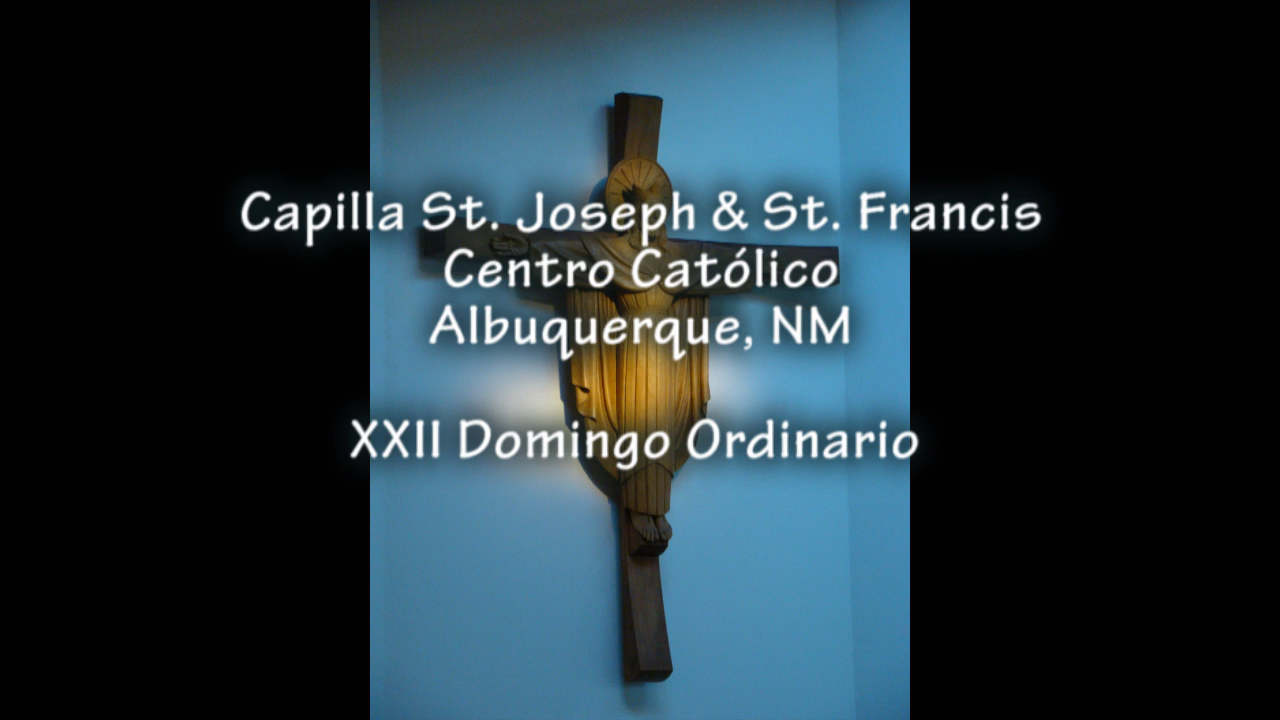 Capilla St. Joseph & St. Francis
Centro Católico
Albuquerque, NM
XXII Domingo Ordinario